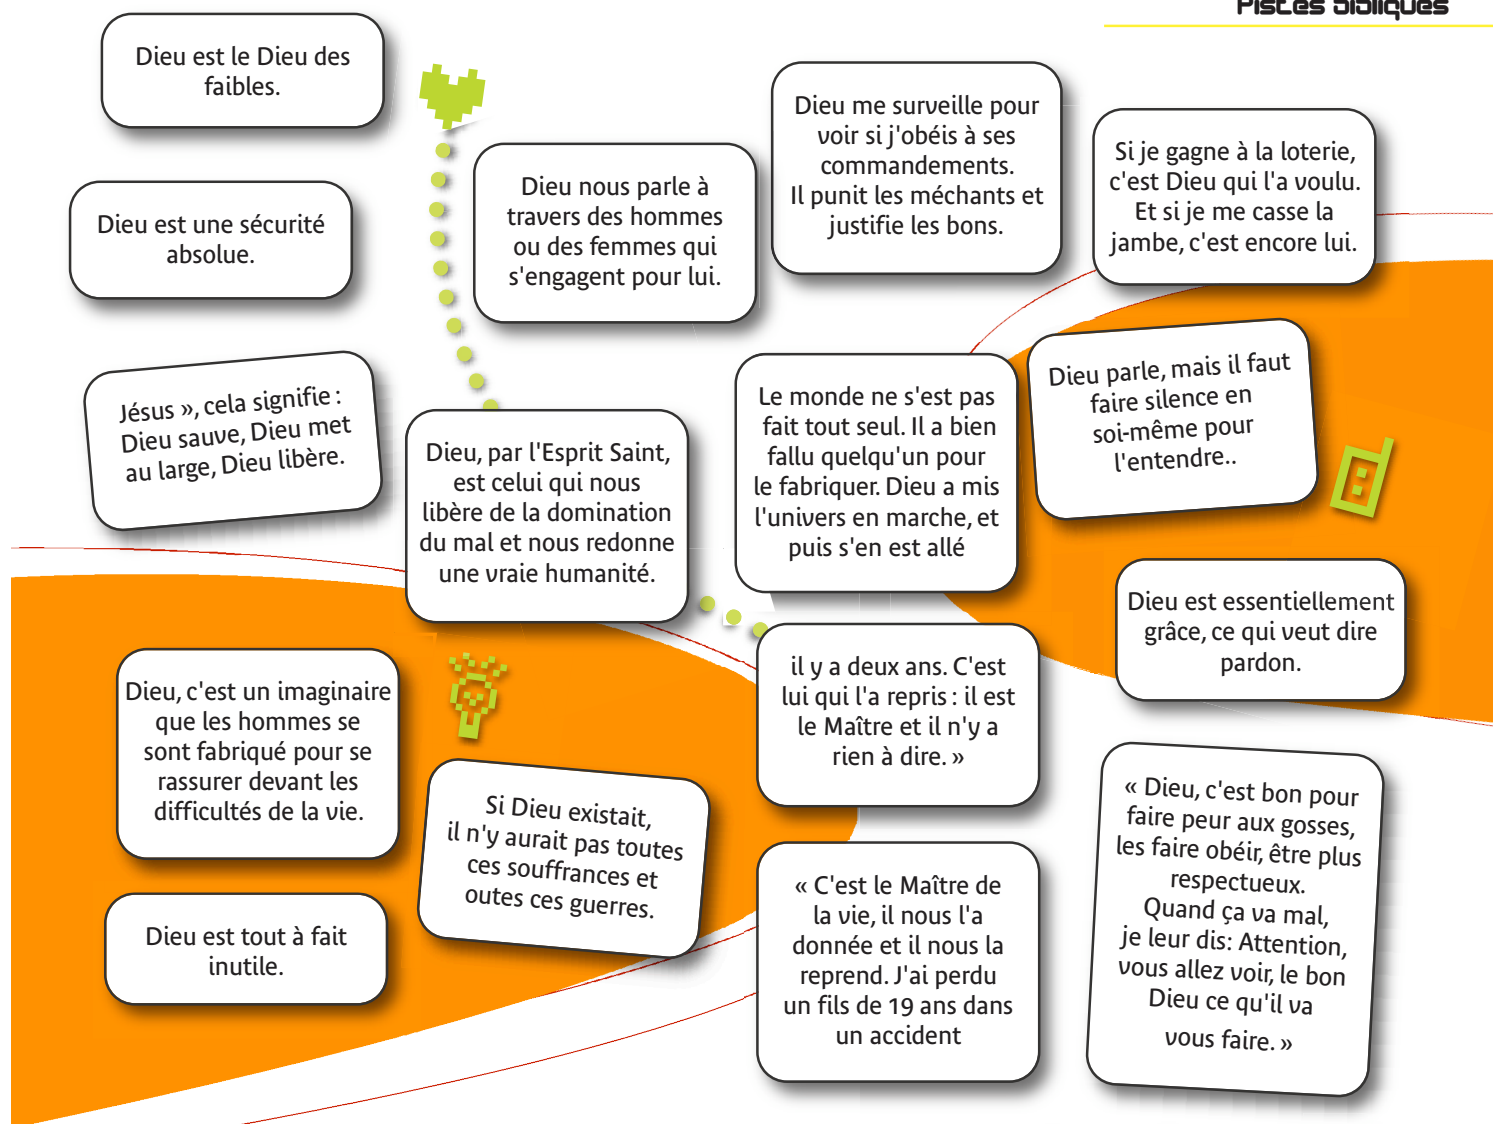 Pistes bibliques
Dieu est le Dieu des
faibles.
Dieu me surveille pour
voir si j'obéis à ses
commandements.
Il punit les méchants et
justifie les bons.
Si je gagne à la loterie,
c'est Dieu qui l'a voulu.
Et si je me casse la
jambe, c'est encore lui.
Dieu nous parle à
travers des hommes
ou des femmes qui
s'engagent pour lui.
Dieu est une sécurité
absolue.
Jésus », cela signifie :
Dieu sauve, Dieu met
au large, Dieu libère.
Dieu, par l'Esprit Saint,
est celui qui nous
libère de la domination
du mal et nous redonne
une vraie humanité.
Le monde ne s'est pas
fait tout seul. Il a bien
fallu quelqu'un pour
le fabriquer. Dieu a mis
l'univers en marche, et
puis s'en est allé
Dieu parle, mais il faut
faire silence en
soi-même pour
l'entendre..
Dieu est essentiellement
grâce, ce qui veut dire
pardon.
il y a deux ans. C'est
lui qui l'a repris : il est
le Maître et il n'y a
rien à dire. »
Dieu, c'est un imaginaire
que les hommes se
sont fabriqué pour se
rassurer devant les
difficultés de la vie.
Si Dieu existait,
il n'y aurait pas toutes
ces souffrances et
outes ces guerres.
« Dieu, c'est bon pour
faire peur aux gosses,
les faire obéir, être plus
respectueux.
Quand ça va mal,
je leur dis: Attention,
vous allez voir, le bon
Dieu ce qu'il va
vous faire. »
« C'est le Maître de
la vie, il nous l'a
donnée et il nous la
reprend. J'ai perdu
un fils de 19 ans dans
un accident
Dieu est tout à fait
inutile.